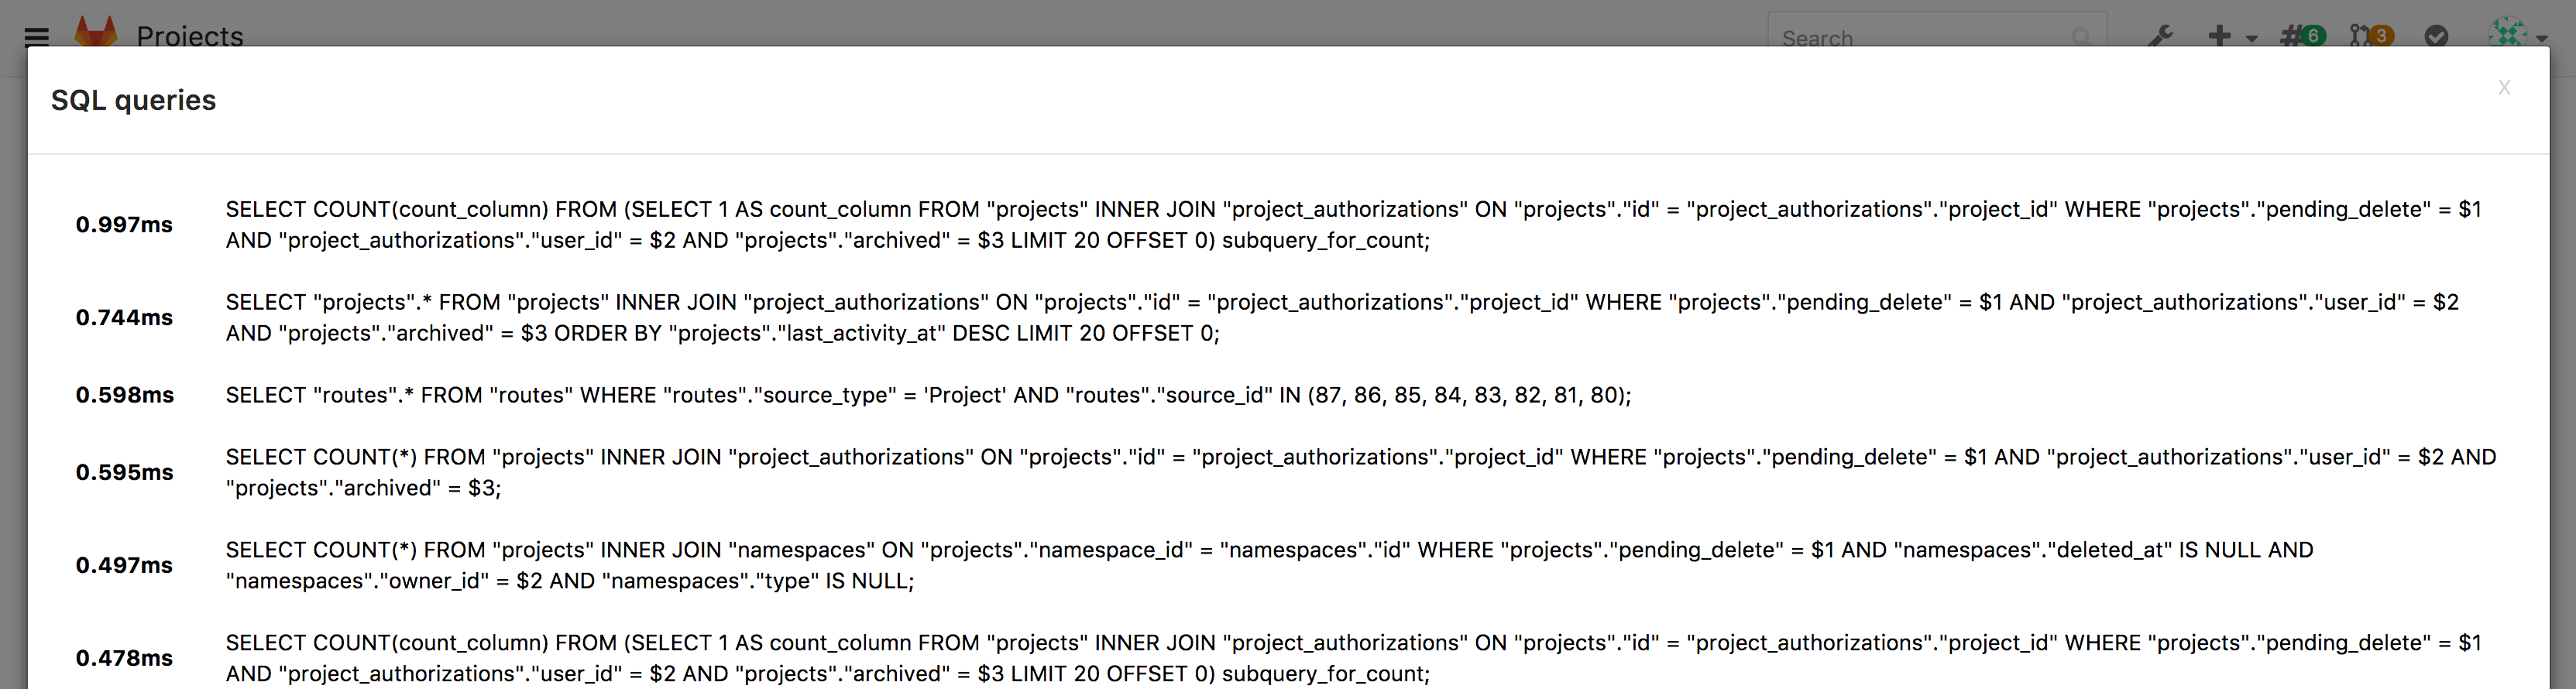 Projects
Search
6
3
SQL queries
x
0.997ms
SELECT COUNT(count_column) FROM (SELECT 1 AS count_column FROM "projects" INNER JOIN "project_authorizations" ON "projects"."id" = "project_authorizations"."project_id" WHERE "projects"."pending_delete" = $1
AND "project_authorizations"."user_id" = $2 AND "projects"."archived" = $3 LIMIT 20 OFFSET 0) subquery_for_count;
0.744ms
SELECT "projects".* FROM "projects" INNER JOIN "project_authorizations" ON "projects"."id" = "project_authorizations"."project_id" WHERE "projects"."pending_delete" = $1 AND "project_authorizations"."user_id" = $2
AND "projects"."archived" = $3 ORDER BY "projects"."last_activity_at" DESC LIMIT 20 OFFSET 0;
0.598ms
SELECT "routes".* FROM "routes" WHERE "routes"."source_type" = 'Project' AND "routes"."source_id" IN (87, 86, 85, 84, 83, 82, 81, 80);
0.595ms
SELECT COUNT(*) FROM "projects" INNER JOIN "project_authorizations" ON "projects"."id" = "project_authorizations"."project_id" WHERE "projects"."pending_delete" = $1 AND "project_authorizations"."user_id" = $2 AND
"projects"."archived" = $3;
0.497ms
SELECT COUNT(*) FROM "projects" INNER JOIN "namespaces" ON "projects"."namespace_id" = "namespaces"."id" WHERE "projects"."pending_delete" = $1 AND "namespaces"."deleted_at" IS NULL AND
"namespaces"."owner_id" = $2 AND "namespaces"."type" IS NULL;
0.478ms
SELECT COUNT(count_column) FROM (SELECT 1 AS count_column FROM "projects" INNER JOIN "project_authorizations" ON "projects"."id" = "project_authorizations"."project_id" WHERE "projects"."pending_delete" = $1
AND "project_authorizations"."user_id" = $2 AND "projects"."archived" = $3 LIMIT 20 OFFSET 0) subquery_for_count;